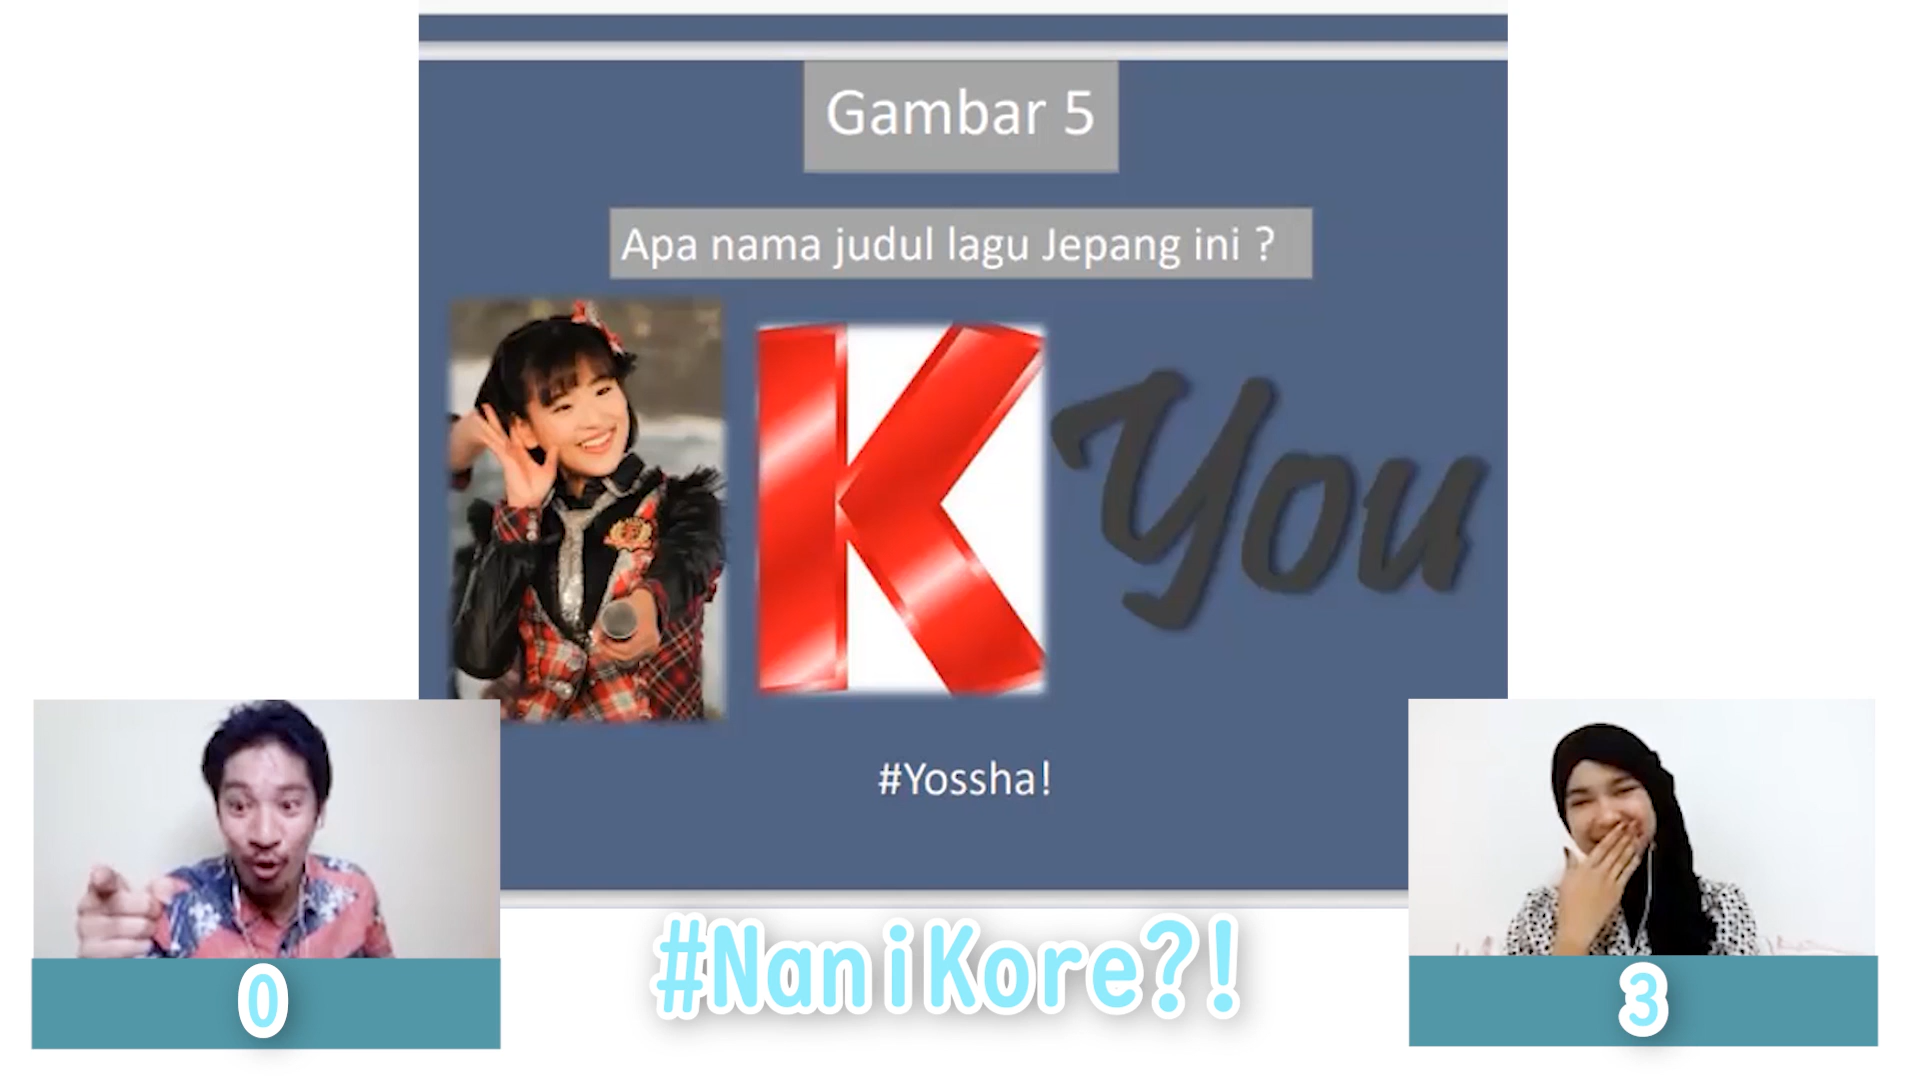 Gambar 5
Apa nama judul lagu Jepang ini ?
K
You
#Yossha!
#NaniKore?!
0
3